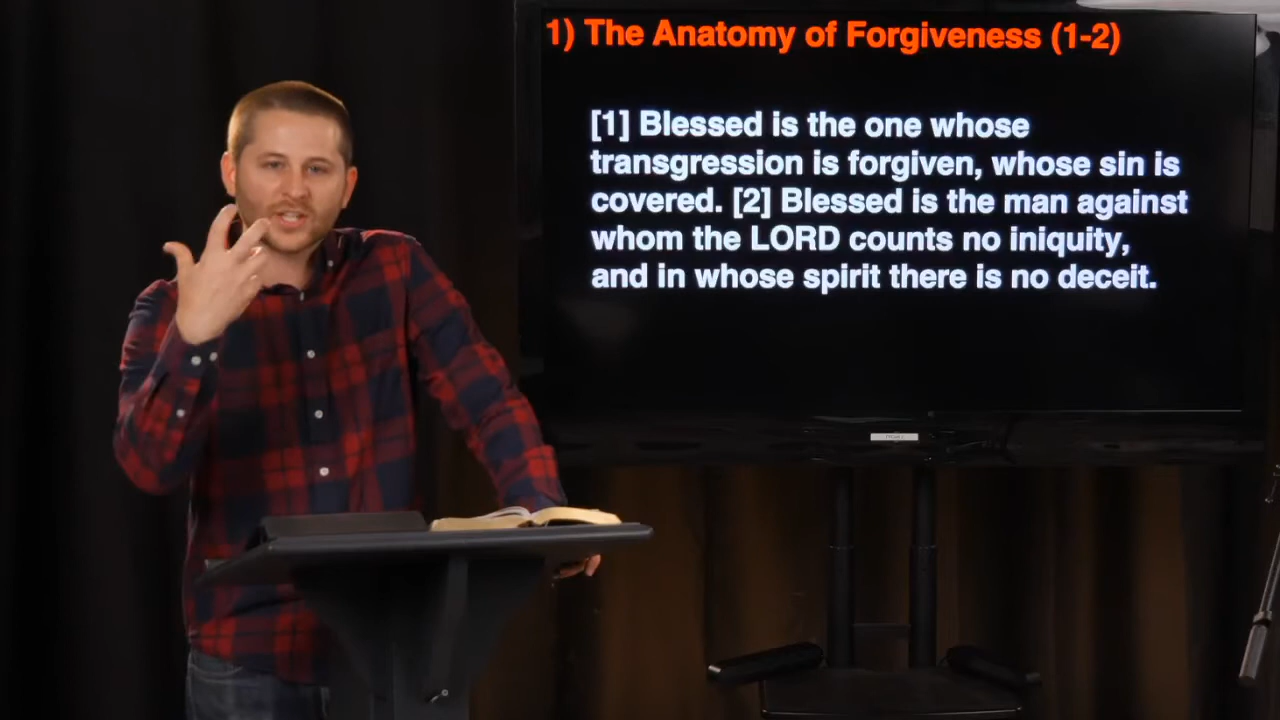 1) The Anatomy of Forgiveness (1-2)
[1] Blessed is the one whose
transgression is forgiven, whose sin is
covered. [2] Blessed is the man against
whom the LORD counts no iniquity,
and in whose spirit there is no deceit.